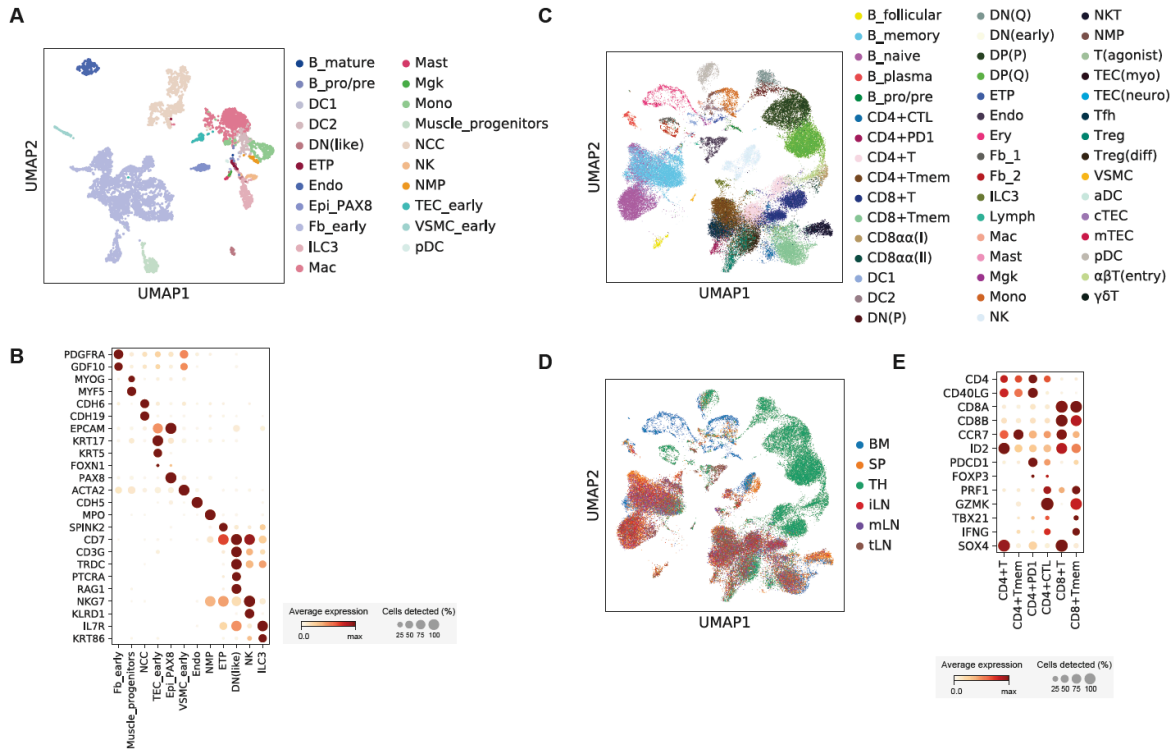 A
B_mature
B_pro/pre
DC1
DC2
DN(like)
ETP
Endo
Epi_PAX8
Fb_early
ILC3
Mac
Mast
Mgk
Mono
Muscle_progenitors
NCC
NK
NMP
TEC_early
VSMC_early
pDC
UMAP2
UMAP1
B
PDGFRA
GDF10
MYOG
MYF5
CDH6
CDH19
EPCAM
KRT17
KRT5
FOXN1
PAX8
ACTA2
CDH5
MPO
SPINK2
CD7
CD3G
TRDC
PTCRA
RAG1
NKG7
KLRD1
IL7R
KRT86
Fb_early
Muscle_progenitors
NCC
TEC_early
Epi_PAX8
VSMC_early
Endo
NMP
ETP
DN(like)
NK
ILC3
Average expression
0.0 max
Cells detected (%)
25 50 75 100
C
B_follicular
B_memory
B_naive
B_plasma
B_pro/pre
CD4+CTL
CD4+PD1
CD4+T
CD4+Tmem
CD8+T
CD8+Tmem
CD8αα(I)
CD8αα(II)
DC1
DC2
DN(P)
DN(Q)
DN(early)
DP(P)
DP(Q)
ETP
Endo
Ery
Fb_1
Fb_2
ILC3
Lymph
Mac
Mast
Mgk
Mono
NK
NKT
NMP
T(agonist)
TEC(myo)
TEC(neuro)
Tfh
Treg
Treg(diff)
VSMC
aDC
cTEC
mTEC
pDC
αβT(entry)
γδT
UMAP2
UMAP1
D
BM
SP
TH
iLN
mLN
tLN
UMAP2
UMAP1
E
CD4
CD40LG
CD8A
CD8B
CCR7
ID2
PDCD1
FOXP3
PRF1
GZMK
TBX21
IFNG
SOX4
CD4+T
CD4+Tmem
CD4+PD1
CD4+CTL
CD8+T
CD8+Tmem
Average expression
0.0 max
Cells detected (%)
25 50 75 100